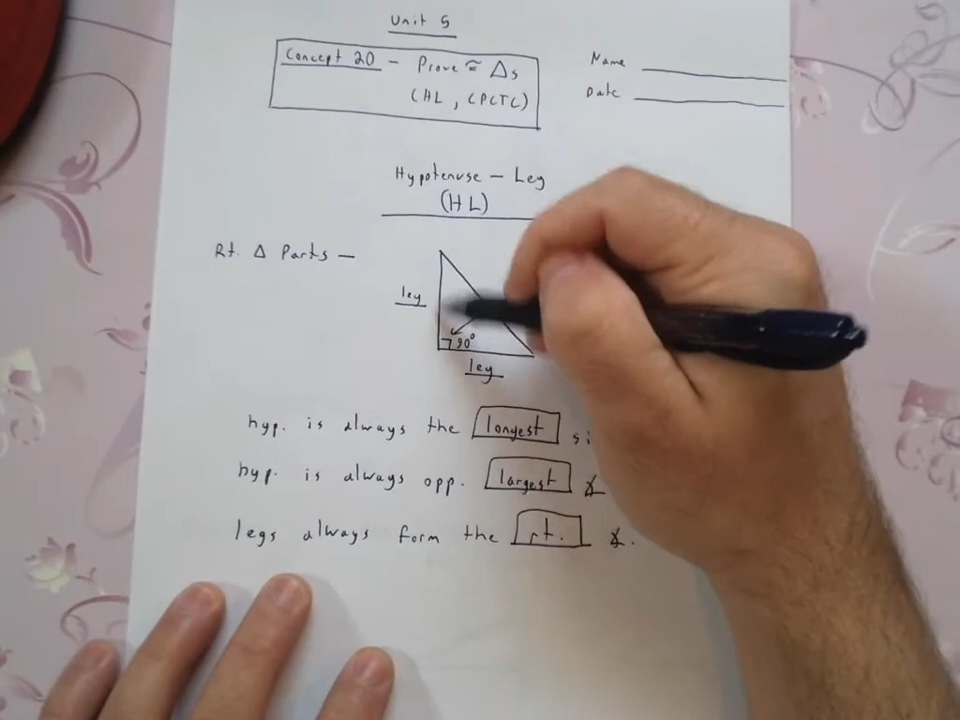 Unit 5
Concept 20 - Prove ≅ Δs
(HL, CPCTC)
Name
Date
Hypotenuse - Leg
(HL)
Rt. Δ Parts -
leg
90°
leg
hyp. is always the longest si
hyp. is always opp. largest ∡
legs always form the rt. ∡.